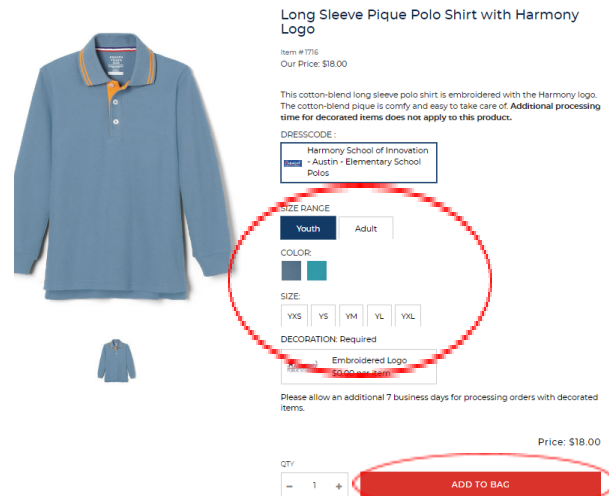 Long Sleeve Pique Polo Shirt with Harmony
Logo
Item #1716
Our Price: $18.00
This cotton-blend long sleeve polo shirt is embroidered with the Harmony logo.
The cotton-blend pique is comfy and easy to take care of. Additional processing
time for decorated items does not apply to this product.
DRESSCODE :
Harmony School of Innovation
- Austin - Elementary School
Polos
SIZE RANGE
Youth Adult
COLOR:
SIZE:
YXS YS YM YL YXL
DECORATION: Required
Embroidered Logo
$0.00 per item
Please allow an additional 7 business days for processing orders with decorated
items.
Price: $18.00
QTY
- 1 + ADD TO BAG